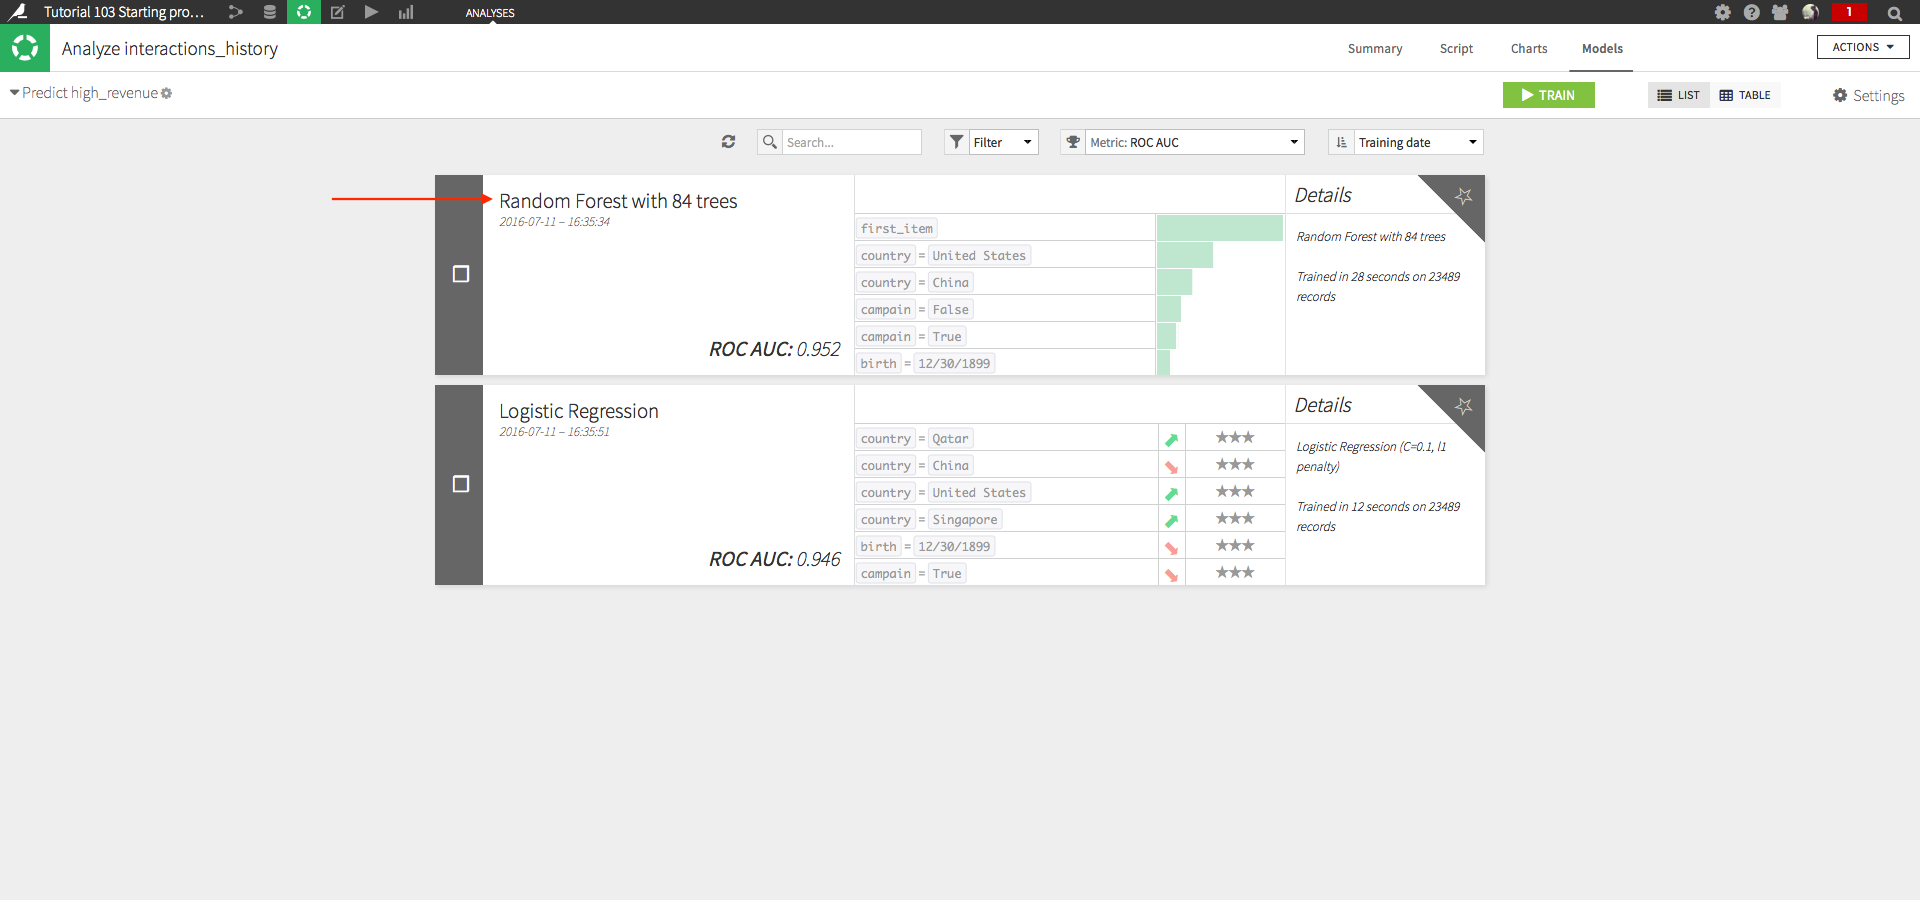 Tutorial 103 Starting pro...
ANALYSES
1
Analyze interactions_history
Summary
Script
Charts
Models
ACTIONS
Predict high_revenue
TRAIN
LIST
TABLE
Settings
Search...
Filter
Metric: ROC AUC
Training date
Random Forest with 84 trees
2016-07-11 – 16:35:34
ROC AUC: 0.952
first_item
country = United States
country = China
campain = False
campain = True
birth = 12/30/1899
Details
Random Forest with 84 trees
Trained in 28 seconds on 23489
records
Logistic Regression
2016-07-11 – 16:35:51
ROC AUC: 0.946
country = Qatar
country = China
country = United States
country = Singapore
birth = 12/30/1899
campain = True
Details
Logistic Regression (C=0.1, l1
penalty)
Trained in 12 seconds on 23489
records